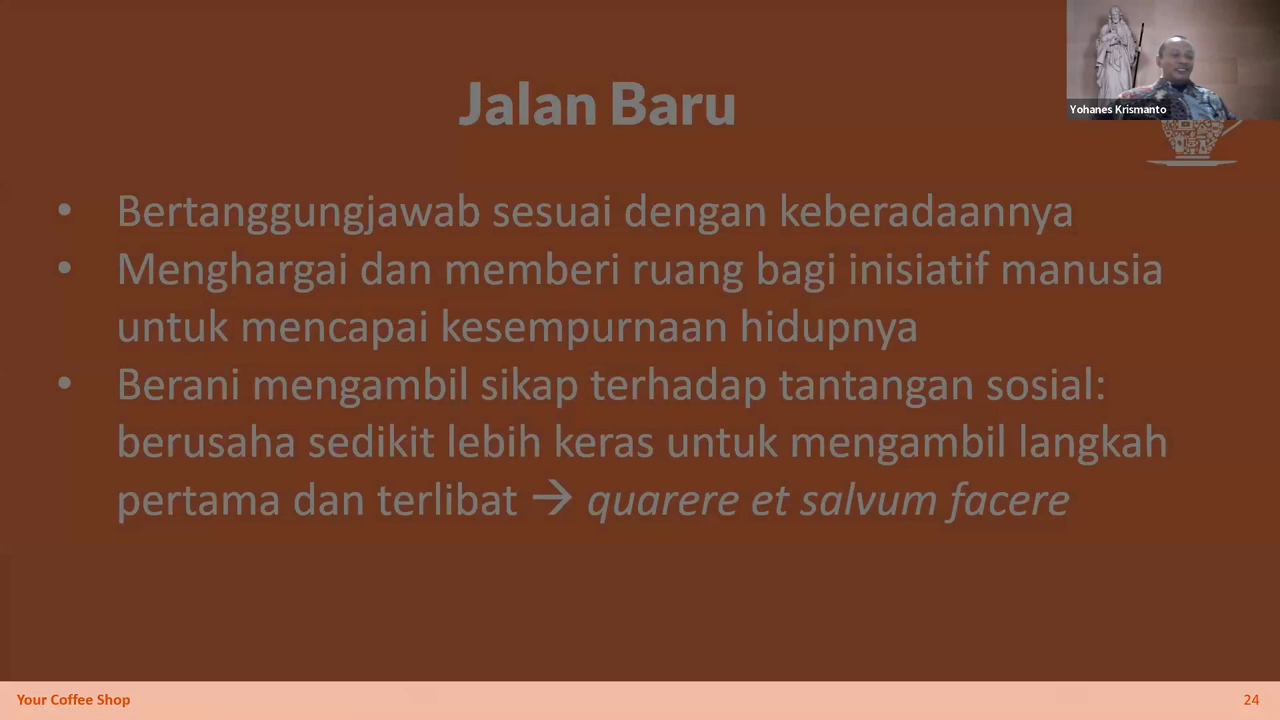 Jalan Baru
Yohanes Krismanto
• Bertanggungjawab sesuai dengan keberadaannya
• Menghargai dan memberi ruang bagi inisiatif manusia
untuk mencapai kesempurnaan hidupnya
• Berani mengambil sikap terhadap tantangan sosial:
berusaha sedikit lebih keras untuk mengambil langkah
pertama dan terlibat → quarere et salvum facere
Your Coffee Shop
24